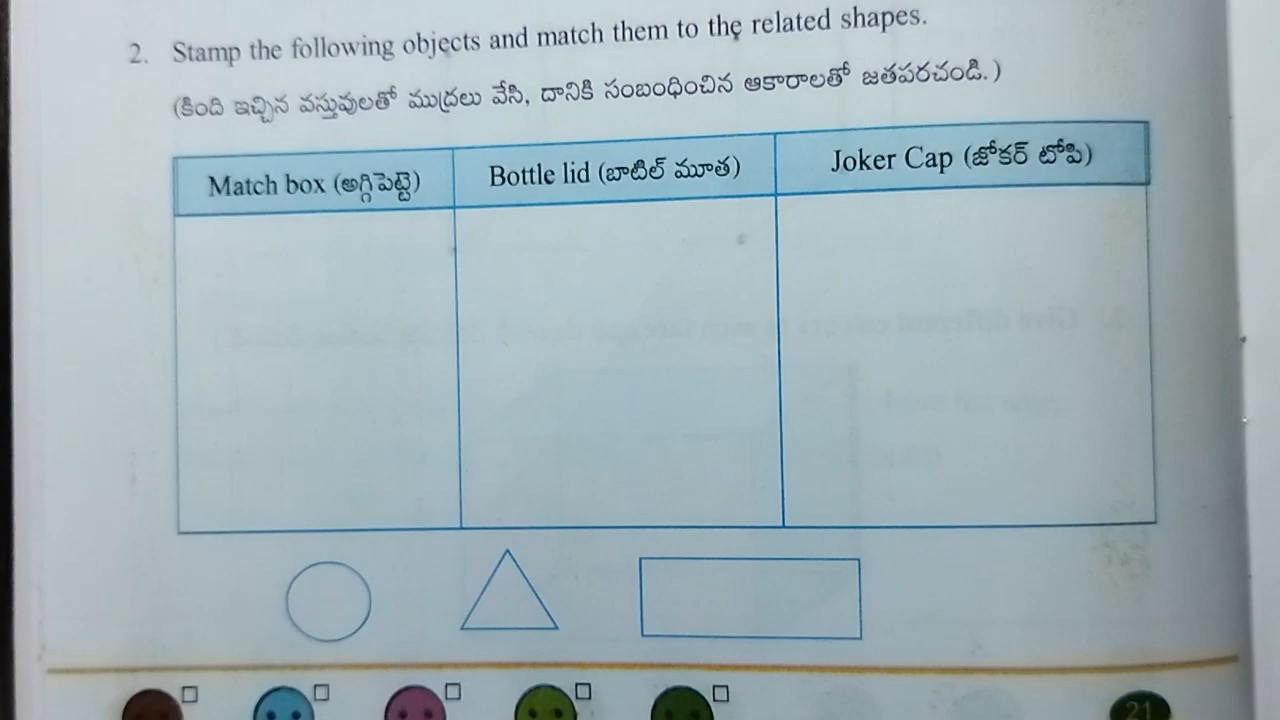 2. Stamp the following objects and match them to the related shapes.
(కింది ఇచ్చిన వస్తువులతో ముద్రలు వేసి, దానికి సంబంధించిన ఆకారాలతో జతపరచండి.)
Match box (అగ్గిపెట్టె) Bottle lid (బాటిల్ మూత) Joker Cap (జోకర్ టోపి)
21